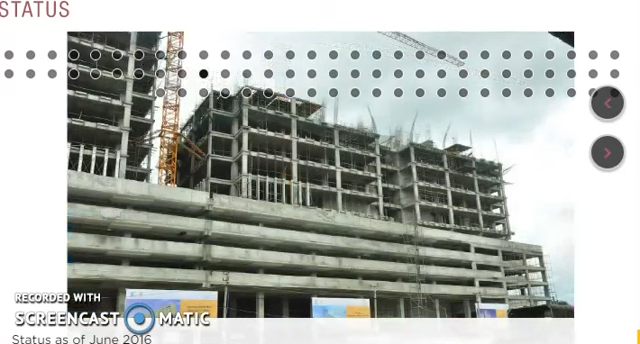 STATUS
RECORDED WITH
SCREENCAST MATIC
Status as of June 2016